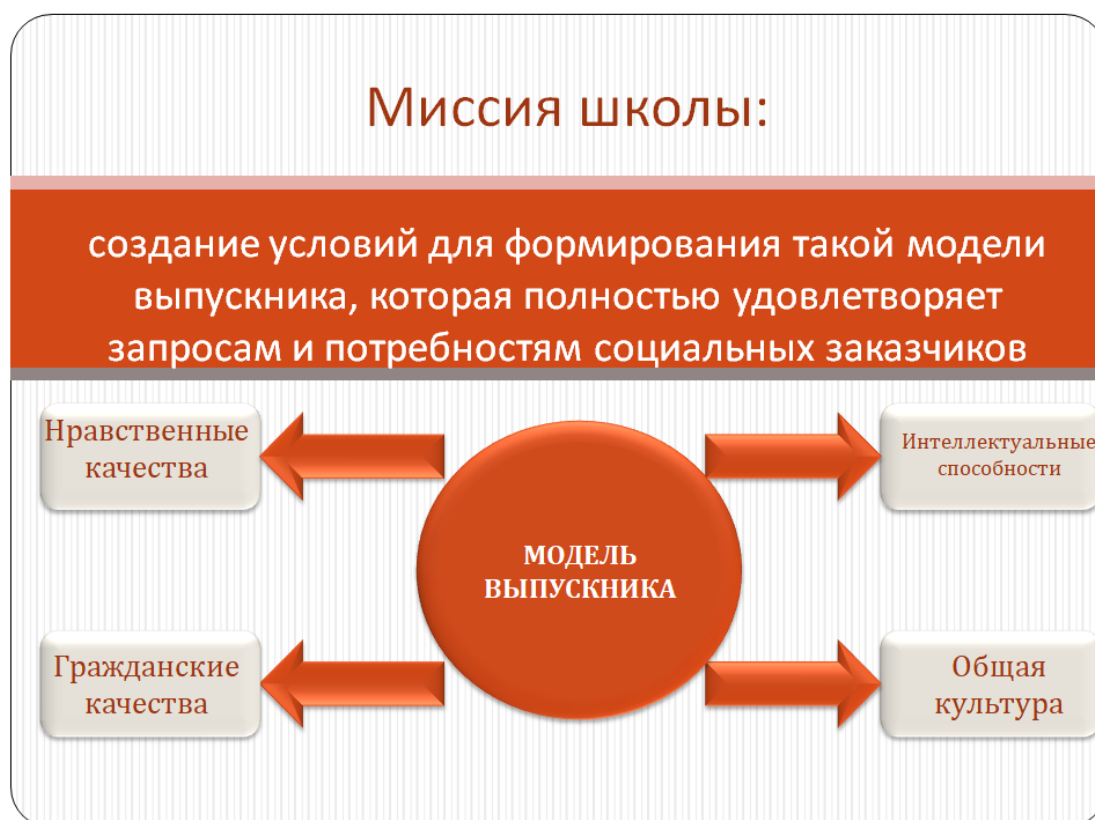 Миссия школы:
создание условий для формирования такой модели
выпускника, которая полностью удовлетворяет
запросам и потребностям социальных заказчиков
Нравственные
качества
Интеллектуальные
способности
МОДЕЛЬ
ВЫПУСКНИКА
Гражданские
качества
Общая
культура